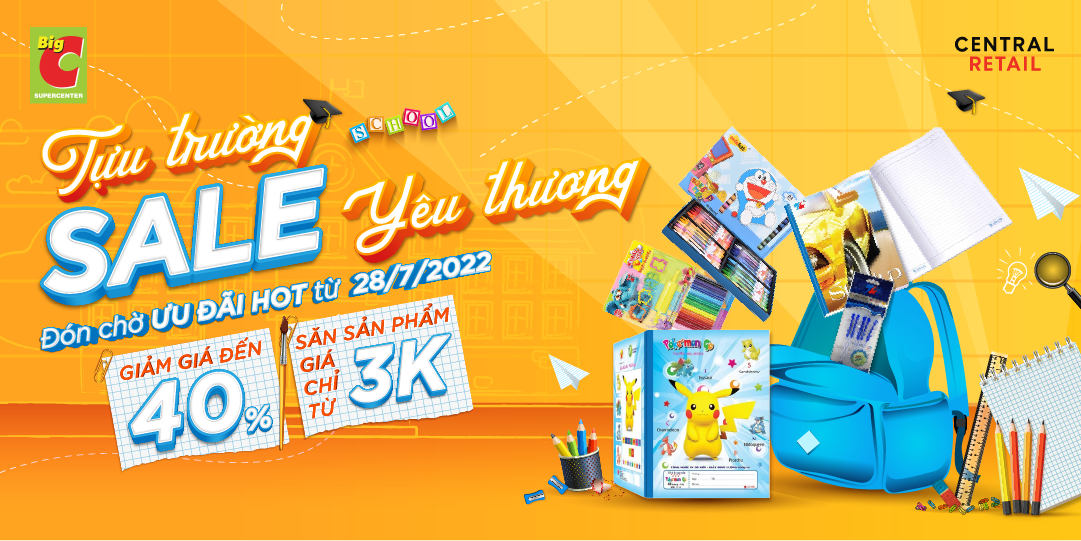 Big
C
SUPERCENTER
CENTRAL
RETAIL
Tựu trường
SCHOOL
SALE Yêu thương
Đón chờ ƯU ĐÃI HOT từ 28/7/2022
GIẢM GIÁ ĐẾN
40%
SĂN SẢN PHẨM
GIÁ
CHỈ
TỪ
3K